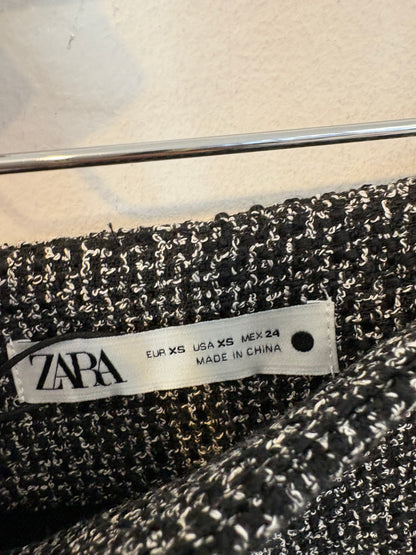 ZARA
EUR XS USA XS MEX 24
MADE IN CHINA